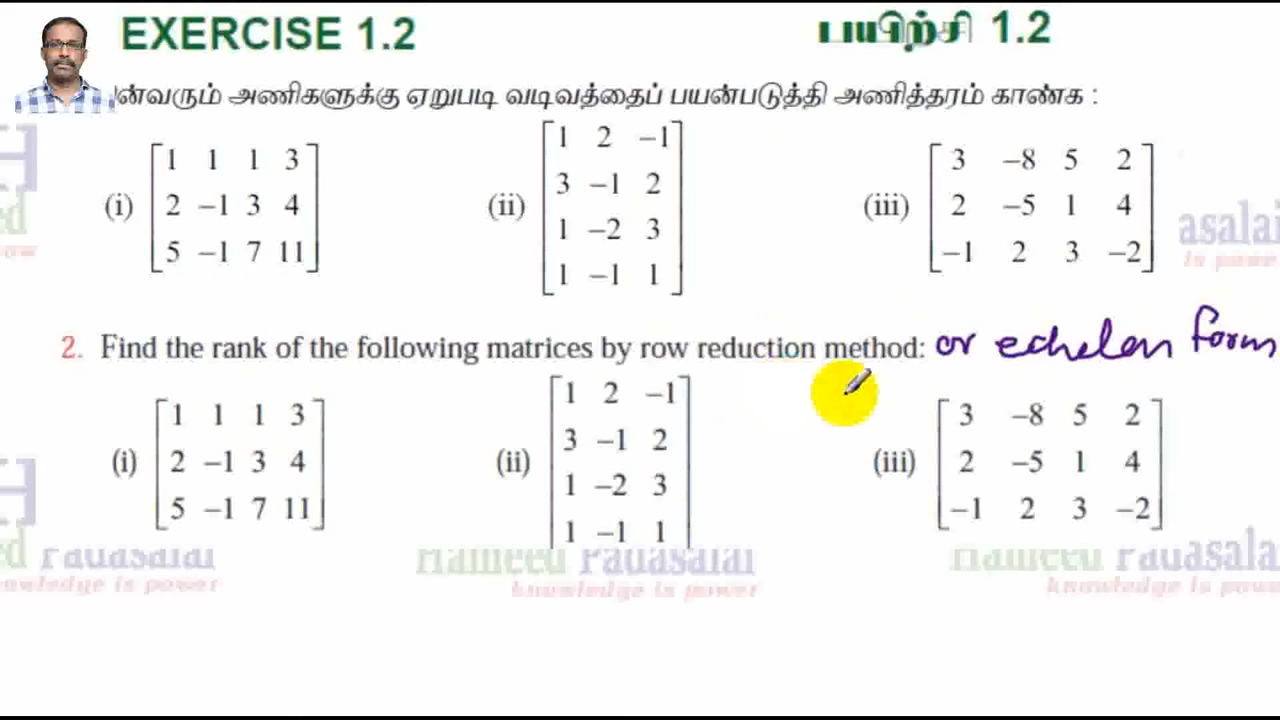 EXERCISE 1.2 பயிற்சி 1.2
அணிகளுக்கு ஏறுபடி வடிவத்தைப் பயன்படுத்தி அணித்தரம் காண்க :
(i) [1 1 1 3 (ii) [1 2 −1 (iii) [3 −8 5 2
2 −1 3 4 3 −1 2 2 −5 1 4
5 −1 7 11] 1 −2 3 −1 2 3 −2]
1 −1 1]
2. Find the rank of the following matrices by row reduction method: or echelon form
(i) [1 1 1 3 (ii) [1 2 −1 (iii) [3 −8 5 2
2 −1 3 4 3 −1 2 2 −5 1 4
5 −1 7 11] 1 −2 3 −1 2 3 −2]
1 −1 1]
Hameed Padasalai
knowledge is power